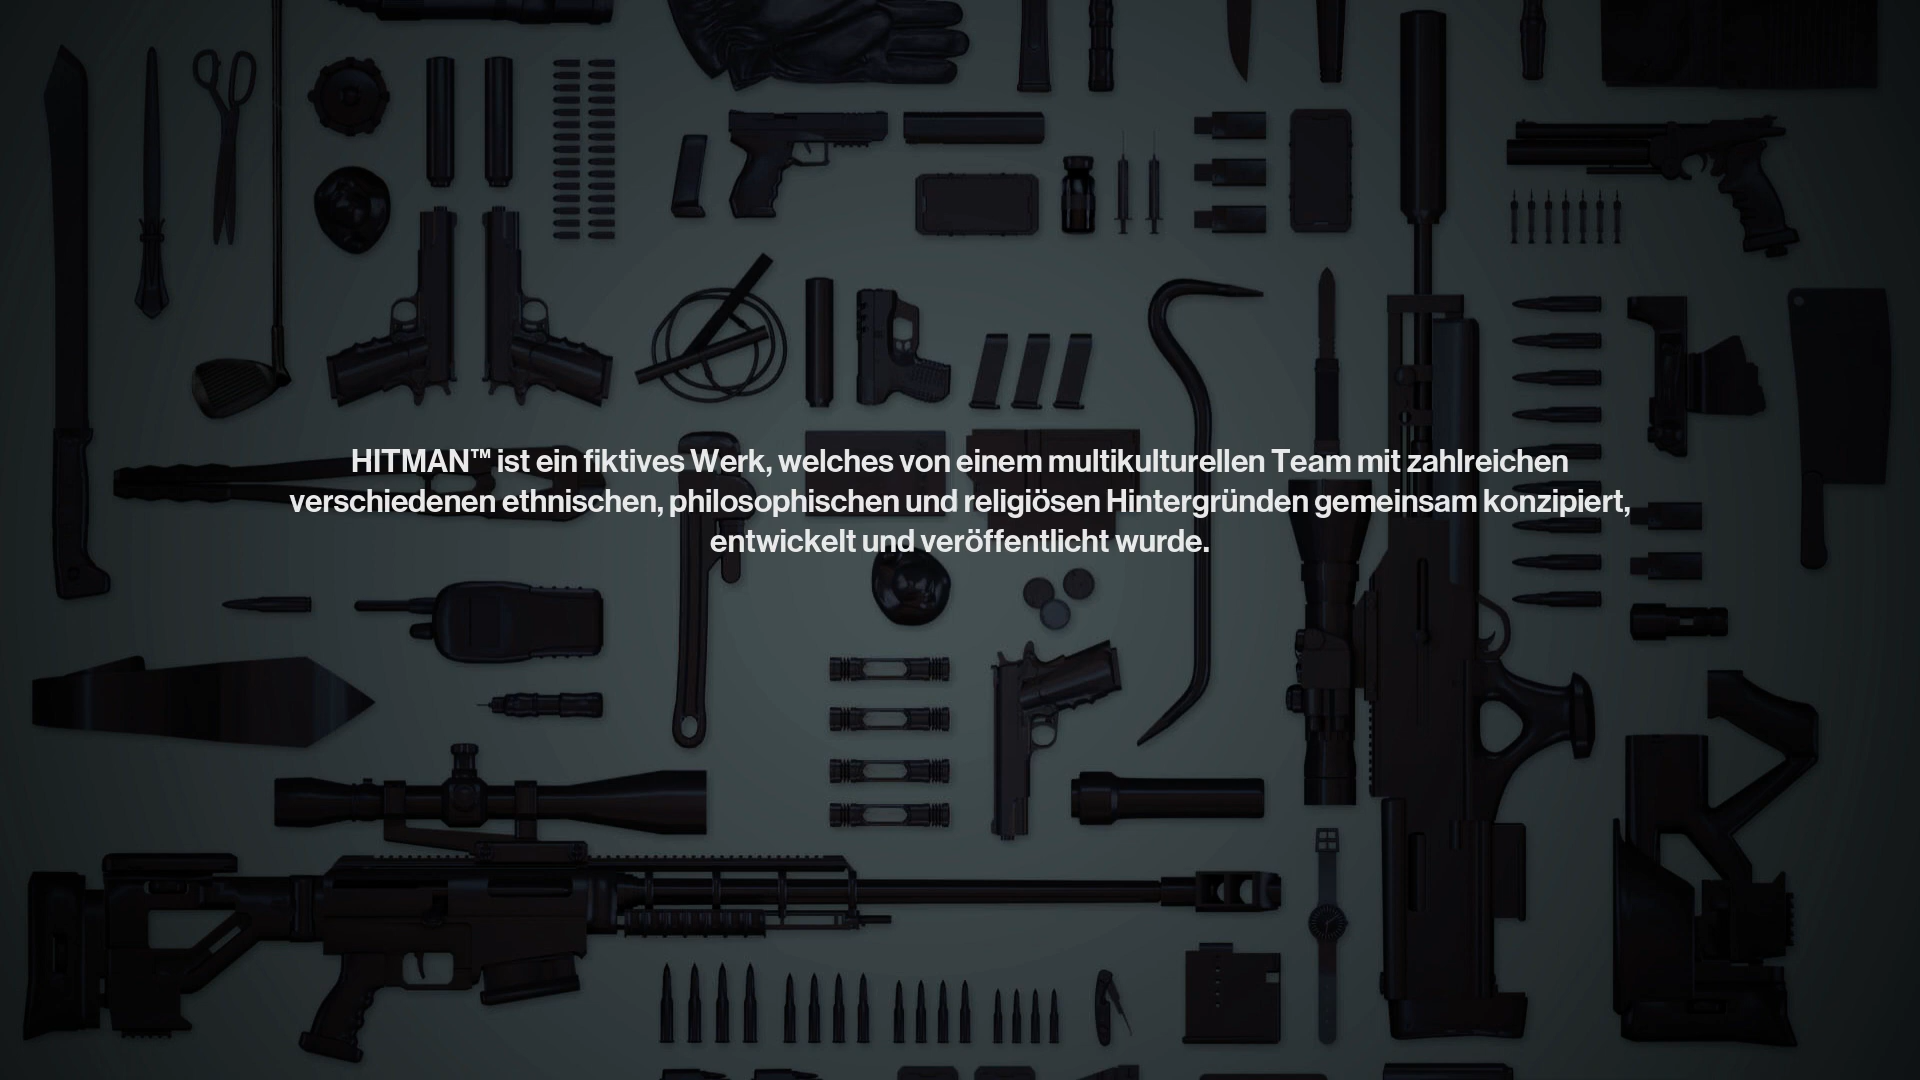 HITMAN™ ist ein fiktives Werk, welches von einem multikulturellen Team mit zahlreichen
verschiedenen ethnischen, philosophischen und religiösen Hintergründen gemeinsam konzipiert,
entwickelt und veröffentlicht wurde.